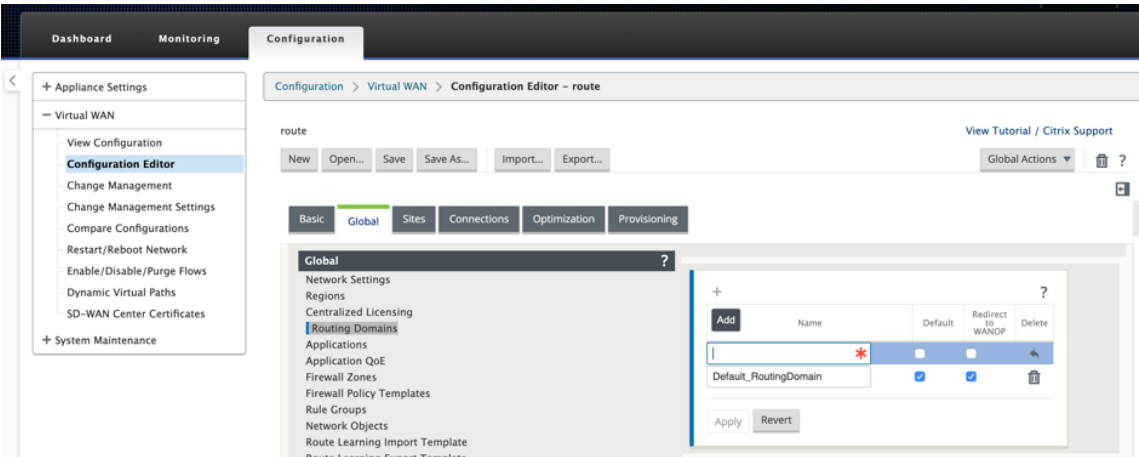 Dashboard Monitoring Configuration
+ Appliance Settings
− Virtual WAN
View Configuration
Configuration Editor
Change Management
Change Management Settings
Compare Configurations
Restart/Reboot Network
Enable/Disable/Purge Flows
Dynamic Virtual Paths
SD-WAN Center Certificates
+ System Maintenance
Configuration > Virtual WAN > Configuration Editor - route
route
View Tutorial / Citrix Support
New Open... Save Save As... Import... Export... Global Actions ▼ ?
Basic Global Sites Connections Optimization Provisioning
Global ?
Network Settings
Regions
Centralized Licensing
Routing Domains
Applications
Application QoE
Firewall Zones
Firewall Policy Templates
Rule Groups
Network Objects
Route Learning Import Template
Route Learning Export Template
+ ?
Add Name Default Redirect to WANOP Delete
*
Default_RoutingDomain
Apply Revert